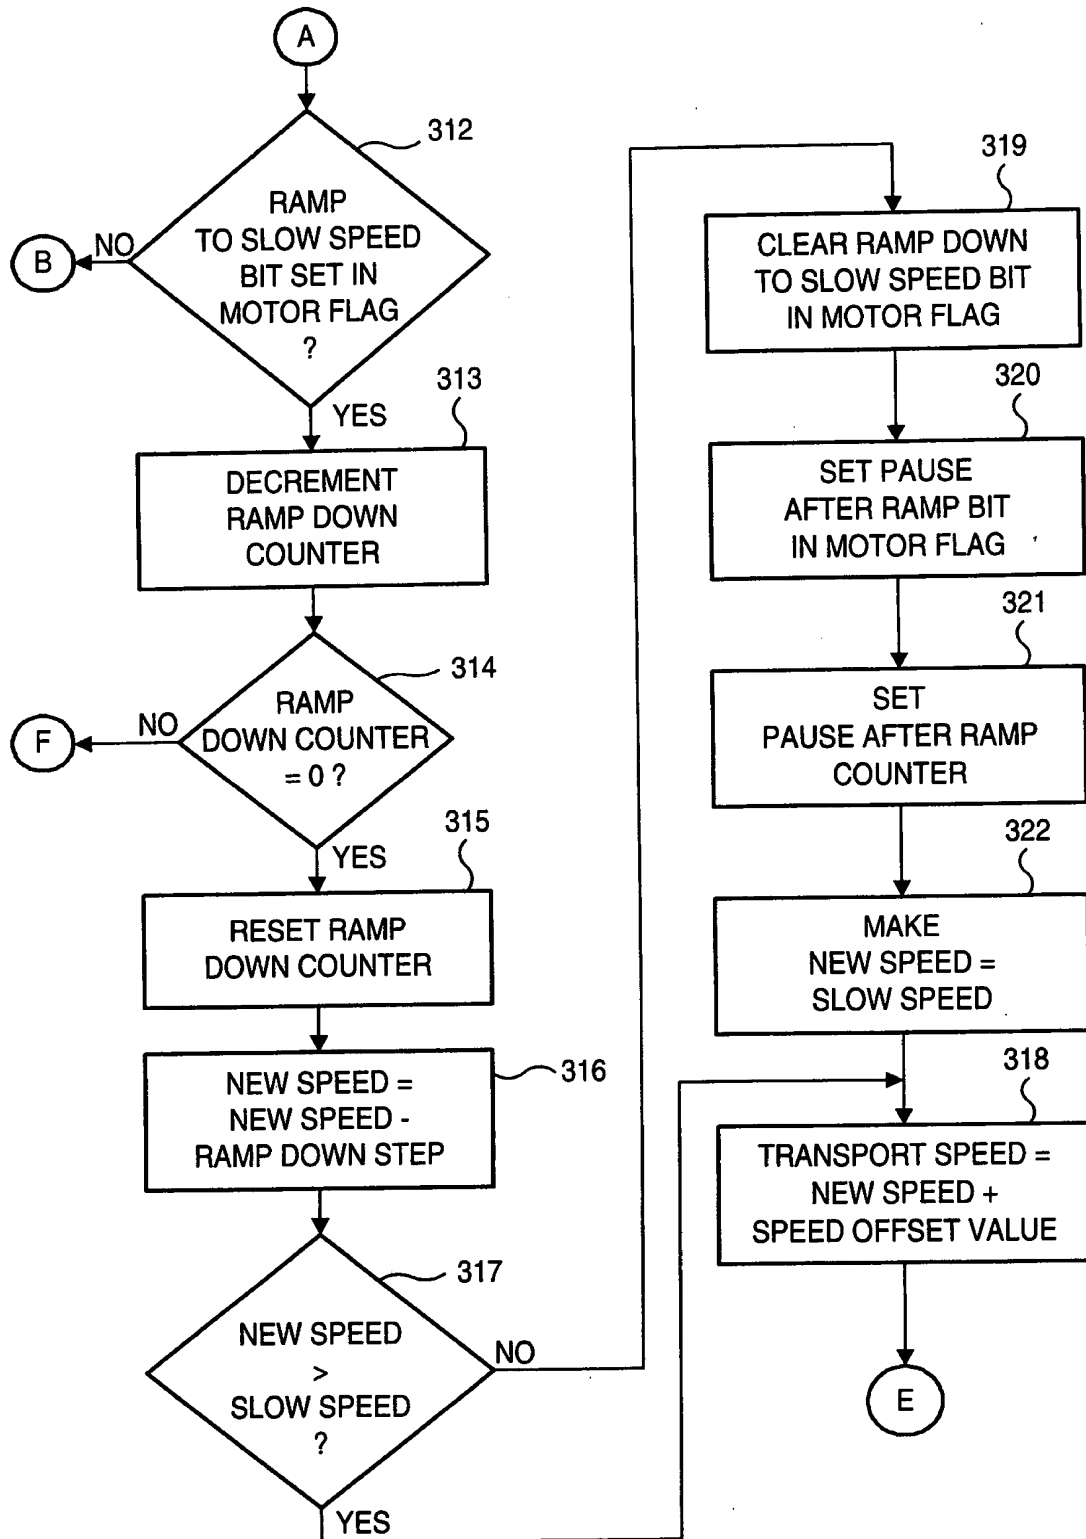 A
312
RAMP
TO SLOW SPEED
BIT SET IN
MOTOR FLAG
?
NO
B
YES
313
DECREMENT
RAMP DOWN
COUNTER
314
RAMP
DOWN COUNTER
= 0 ?
NO
F
YES
315
RESET RAMP
DOWN COUNTER
316
NEW SPEED =
NEW SPEED -
RAMP DOWN STEP
317
NEW SPEED
>
SLOW SPEED
?
NO
YES
319
CLEAR RAMP DOWN
TO SLOW SPEED BIT
IN MOTOR FLAG
320
SET PAUSE
AFTER RAMP BIT
IN MOTOR FLAG
321
SET
PAUSE AFTER RAMP
COUNTER
322
MAKE
NEW SPEED =
SLOW SPEED
318
TRANSPORT SPEED =
NEW SPEED +
SPEED OFFSET VALUE
E